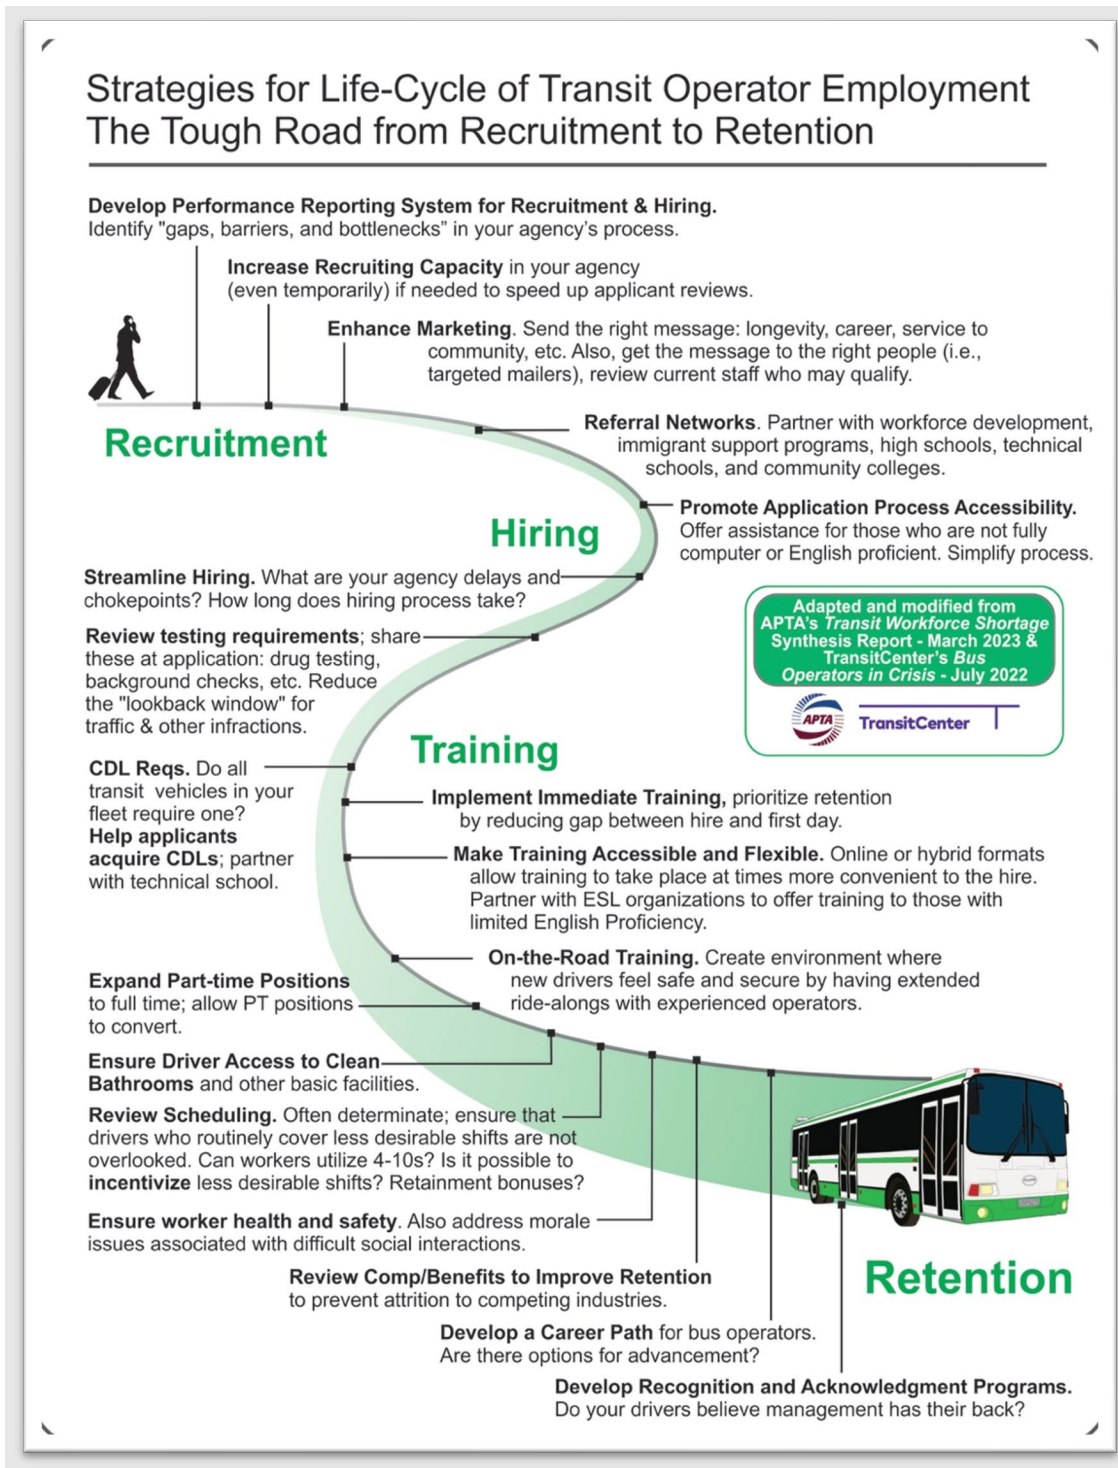 Strategies for Life-Cycle of Transit Operator Employment
The Tough Road from Recruitment to Retention
Develop Performance Reporting System for Recruitment & Hiring.
Identify "gaps, barriers, and bottlenecks” in your agency’s process.
Increase Recruiting Capacity in your agency
(even temporarily) if needed to speed up applicant reviews.
Enhance Marketing. Send the right message: longevity, career, service to
community, etc. Also, get the message to the right people (i.e.,
targeted mailers), review current staff who may qualify.
Recruitment
Referral Networks. Partner with workforce development,
immigrant support programs, high schools, technical
schools, and community colleges.
Hiring
Promote Application Process Accessibility.
Offer assistance for those who are not fully
computer or English proficient. Simplify process.
Streamline Hiring. What are your agency delays and
chokepoints? How long does hiring process take?
Review testing requirements; share
these at application: drug testing,
background checks, etc. Reduce
the "lookback window" for
traffic & other infractions.
Adapted and modified from
APTA's Transit Workforce Shortage
Synthesis Report - March 2023 &
TransitCenter's Bus
Operators in Crisis - July 2022
APTA
TransitCenter
Training
CDL Reqs. Do all
transit vehicles in your
fleet require one?
Help applicants
acquire CDLs; partner
with technical school.
Implement Immediate Training, prioritize retention
by reducing gap between hire and first day.
Make Training Accessible and Flexible. Online or hybrid formats
allow training to take place at times more convenient to the hire.
Partner with ESL organizations to offer training to those with
limited English Proficiency.
On-the-Road Training. Create environment where
new drivers feel safe and secure by having extended
ride-alongs with experienced operators.
Expand Part-time Positions
to full time; allow PT positions
to convert.
Ensure Driver Access to Clean
Bathrooms and other basic facilities.
Review Scheduling. Often determinate; ensure that
drivers who routinely cover less desirable shifts are not
overlooked. Can workers utilize 4-10s? Is it possible to
incentivize less desirable shifts? Retainment bonuses?
Ensure worker health and safety. Also address morale
issues associated with difficult social interactions.
Retention
Review Comp/Benefits to Improve Retention
to prevent attrition to competing industries.
Develop a Career Path for bus operators.
Are there options for advancement?
Develop Recognition and Acknowledgment Programs.
Do your drivers believe management has their back?